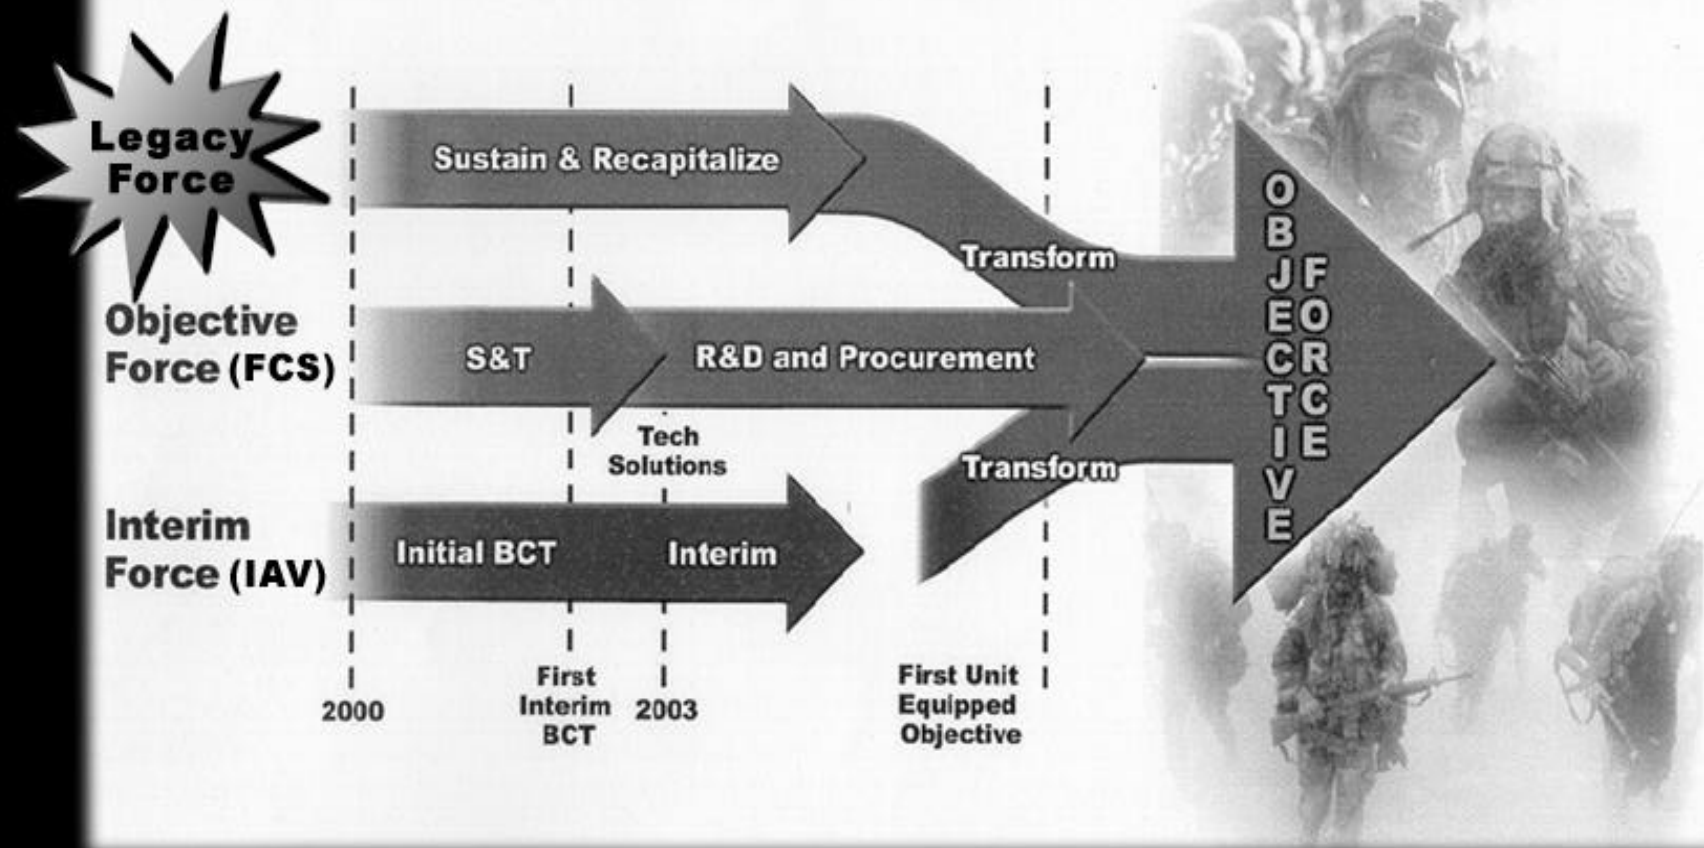 Legacy
Force
Sustain & Recapitalize
Transform
Objective
Force (FCS)
S&T
R&D and Procurement
OBJECTIVE
FORCE
Tech
Solutions
Transform
Interim
Force (IAV)
Initial BCT
Interim
2000
First
Interim
BCT
2003
First Unit
Equipped
Objective